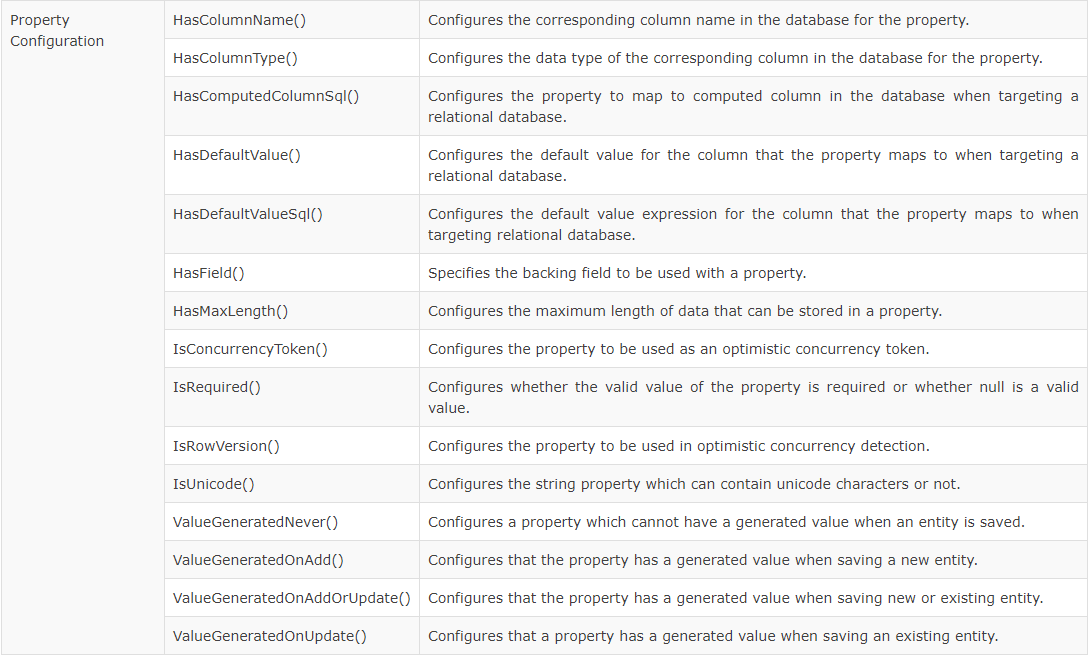 Property
Configuration
HasColumnName()
Configures the corresponding column name in the database for the property.
HasColumnType()
Configures the data type of the corresponding column in the database for the property.
HasComputedColumnSql()
Configures the property to map to computed column in the database when targeting a
relational database.
HasDefaultValue()
Configures the default value for the column that the property maps to when targeting a
relational database.
HasDefaultValueSql()
Configures the default value expression for the column that the property maps to when
targeting relational database.
HasField()
Specifies the backing field to be used with a property.
HasMaxLength()
Configures the maximum length of data that can be stored in a property.
IsConcurrencyToken()
Configures the property to be used as an optimistic concurrency token.
IsRequired()
Configures whether the valid value of the property is required or whether null is a valid
value.
IsRowVersion()
Configures the property to be used in optimistic concurrency detection.
IsUnicode()
Configures the string property which can contain unicode characters or not.
ValueGeneratedNever()
Configures a property which cannot have a generated value when an entity is saved.
ValueGeneratedOnAdd()
Configures that the property has a generated value when saving a new entity.
ValueGeneratedOnAddOrUpdate()
Configures that the property has a generated value when saving new or existing entity.
ValueGeneratedOnUpdate()
Configures that a property has a generated value when saving an existing entity.